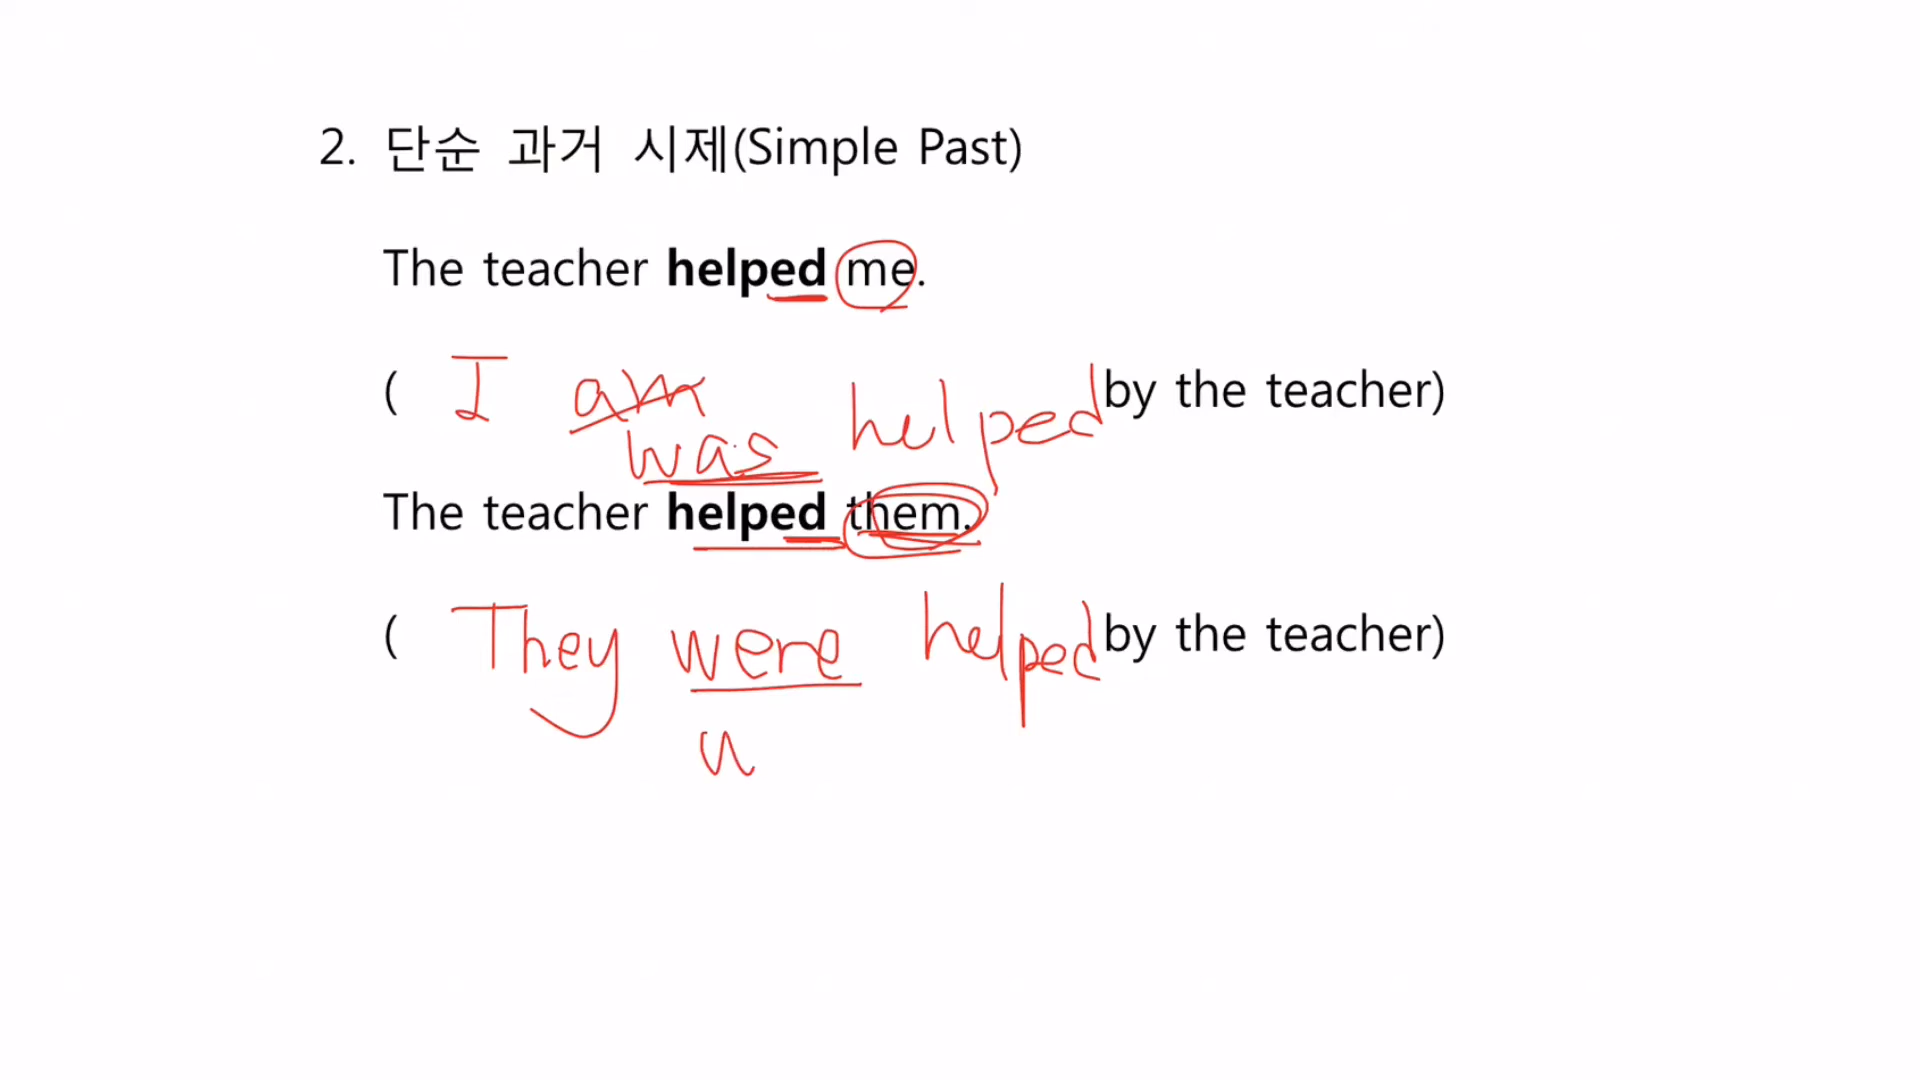 2. 단순 과거 시제(Simple Past)
The teacher helped me.
( I am helped by the teacher)
was
The teacher helped them.
( They were helped by the teacher)